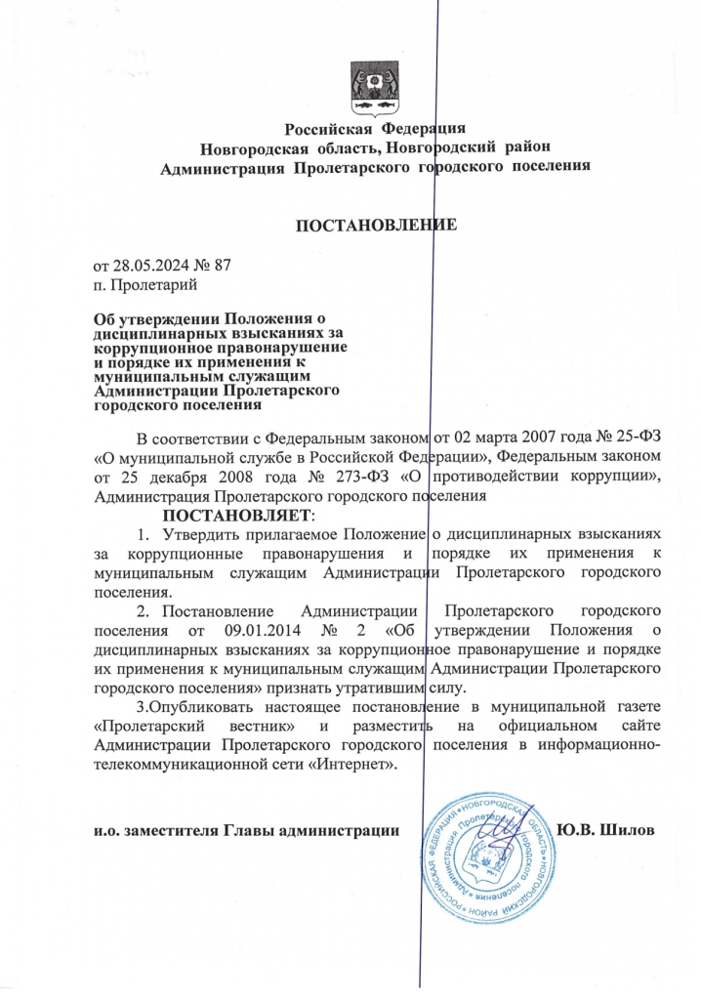 Российская Федерация
Новгородская область, Новгородский район
Администрация Пролетарского городского поселения
ПОСТАНОВЛЕНИЕ
от 28.05.2024 № 87
п. Пролетарий
Об утверждении Положения о
дисциплинарных взысканиях за
коррупционное правонарушение
и порядке их применения к
муниципальным служащим
Администрации Пролетарского
городского поселения
В соответствии с Федеральным законом от 02 марта 2007 года № 25-ФЗ
«О муниципальной службе в Российской Федерации», Федеральным законом
от 25 декабря 2008 года № 273-ФЗ «О противодействии коррупции»,
Администрация Пролетарского городского поселения
ПОСТАНОВЛЯЕТ:
1. Утвердить прилагаемое Положение о дисциплинарных взысканиях
за коррупционные правонарушения и порядке их применения к
муниципальным служащим Администрации Пролетарского городского
поселения.
2. Постановление Администрации Пролетарского городского
поселения от 09.01.2014 № 2 «Об утверждении Положения о
дисциплинарных взысканиях за коррупционное правонарушение и порядке
их применения к муниципальным служащим Администрации Пролетарского
городского поселения» признать утратившим силу.
3.Опубликовать настоящее постановление в муниципальной газете
«Пролетарский вестник» и разместить на официальном сайте
Администрации Пролетарского городского поселения в информационно-
телекоммуникационной сети «Интернет».
и.о. заместителя Главы администрации Ю.В. Шилов
РОССИЙСКАЯ ФЕДЕРАЦИЯ * НОВГОРОДСКАЯ ОБЛАСТЬ * НОВГОРОДСКИЙ РАЙОН *
Администрация Пролетарского городского поселения *